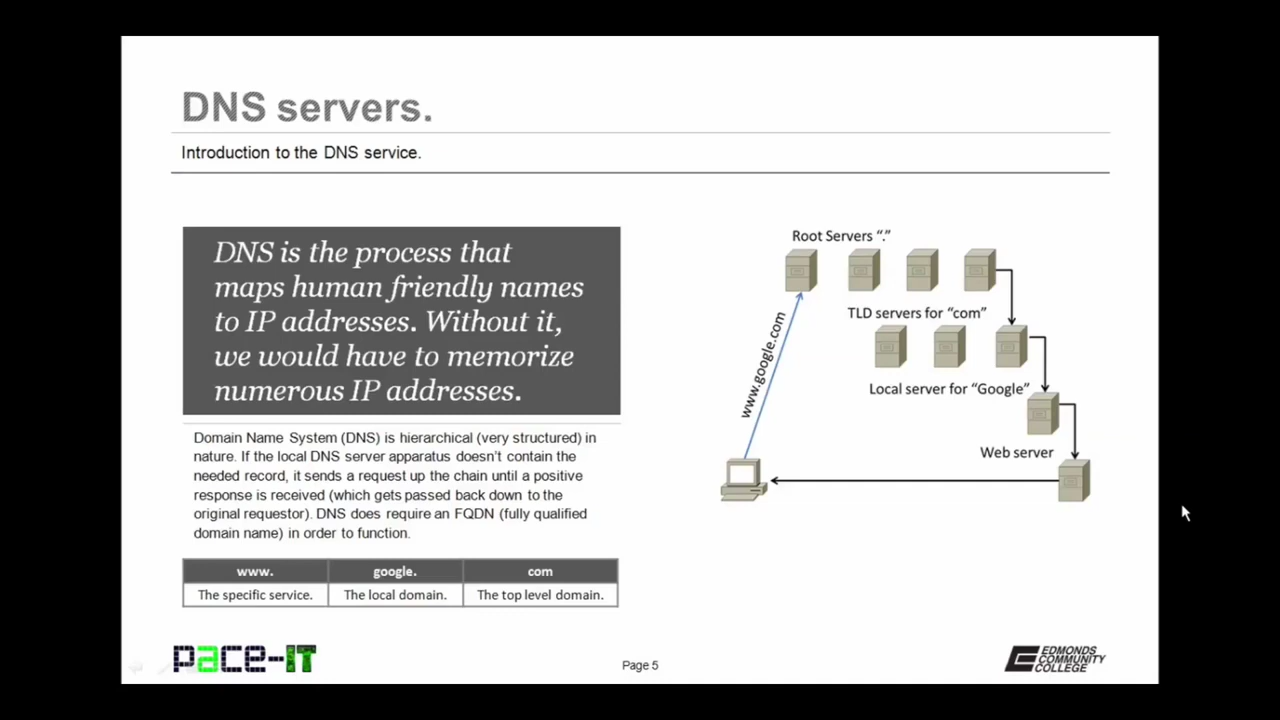 DNS servers.
Introduction to the DNS service.
DNS is the process that
maps human friendly names
to IP addresses. Without it,
we would have to memorize
numerous IP addresses.
Domain Name System (DNS) is hierarchical (very structured) in
nature. If the local DNS server apparatus doesn't contain the
needed record, it sends a request up the chain until a positive
response is received (which gets passed back down to the
original requestor). DNS does require an FQDN (fully qualified
domain name) in order to function.
www. google. com
The specific service. The local domain. The top level domain.
Root Servers "."
www.google.com
TLD servers for "com"
Local server for "Google"
Web server
pace-IT
Page 5
EDMONDS
COMMUNITY
COLLEGE